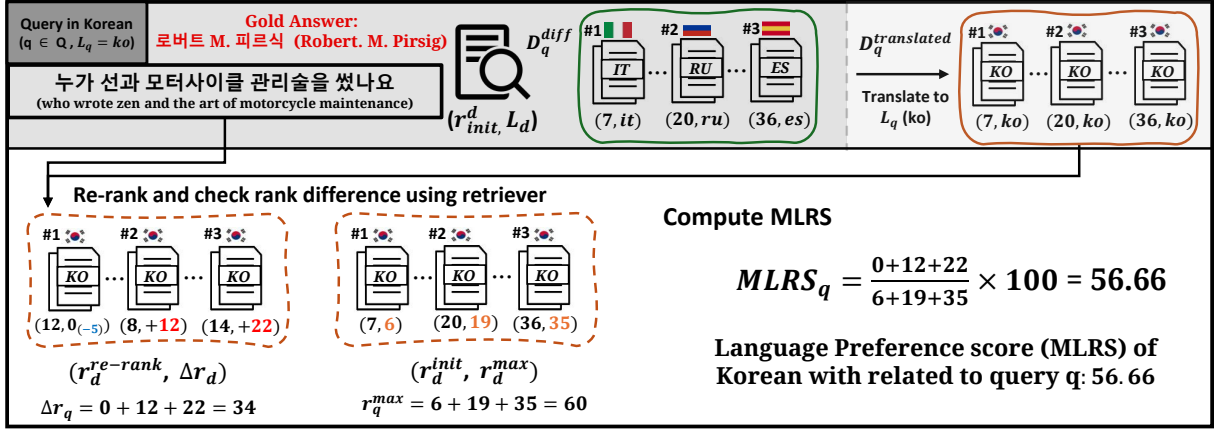 Query in Korean
(q ∈ Q , L_q = ko)
Gold Answer:
로버트 M. 피르식 (Robert. M. Pirsig)
누가 선과 모터사이클 관리술을 썼나요
(who wrote zen and the art of motorcycle maintenance)
(r^d_init, L_d)
D_q^diff
#1 #2 #3
IT ... RU ... ES
(7, it) (20, ru) (36, es)
D_q^translated
Translate to
L_q (ko)
#1 #2 #3
KO ... KO ... KO
(7, ko) (20, ko) (36, ko)
Re-rank and check rank difference using retriever
#1 #2 #3
KO ... KO ... KO
(12, 0(−5)) (8, +12) (14, +22)
(r_d^re−rank, Δr_d)
Δr_q = 0 + 12 + 22 = 34
#1 #2 #3
KO ... KO ... KO
(7, 6) (20, 19) (36, 35)
(r_d^init, r_d^max)
r_q^max = 6 + 19 + 35 = 60
Compute MLRS
MLRS_q = 0+12+22 / 6+19+35 × 100 = 56.66
Language Preference score (MLRS) of
Korean with related to query q: 56.66